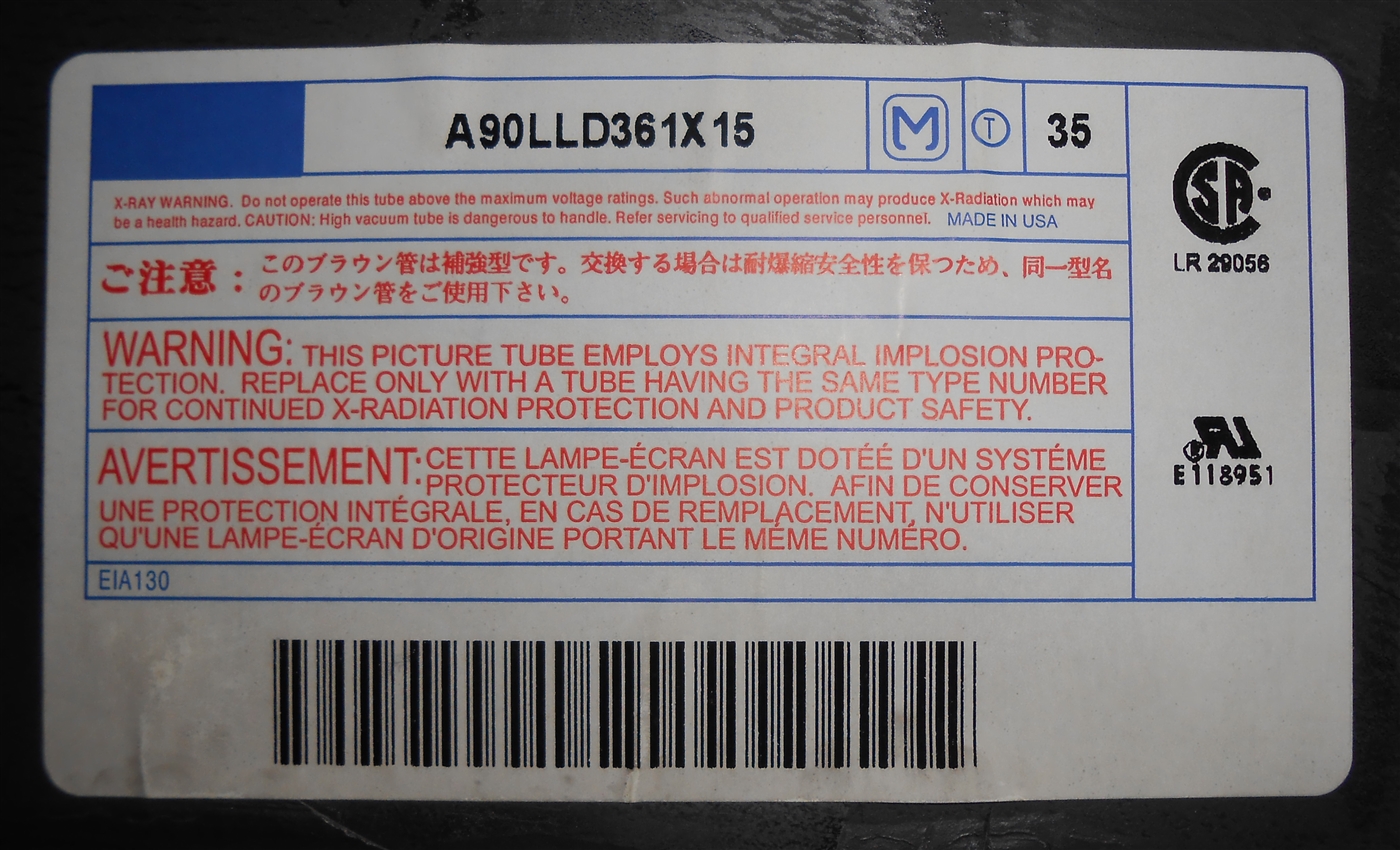 A90LLD361X15 M T 35
X-RAY WARNING. Do not operate this tube above the maximum voltage ratings. Such abnormal operation may produce X-Radiation which may
be a health hazard. CAUTION: High vacuum tube is dangerous to handle. Refer servicing to qualified service personnel. MADE IN USA
ご注意：このブラウン管は補強型です。交換する場合は耐爆縮安全性を保つため、同一型名
のブラウン管をご使用下さい。
WARNING: THIS PICTURE TUBE EMPLOYS INTEGRAL IMPLOSION PRO-
TECTION. REPLACE ONLY WITH A TUBE HAVING THE SAME TYPE NUMBER
FOR CONTINUED X-RADIATION PROTECTION AND PRODUCT SAFETY.
AVERTISSEMENT: CETTE LAMPE-ÉCRAN EST DOTÉÉ D'UN SYSTÉME
PROTECTEUR D'IMPLOSION. AFIN DE CONSERVER
UNE PROTECTION INTÉGRALE, EN CAS DE REMPLACEMENT, N'UTILISER
QU'UNE LAMPE-ÉCRAN D'ORIGINE PORTANT LE MÉME NUMÉRO.
EIA130
CSA
LR 29056
RU
E118951